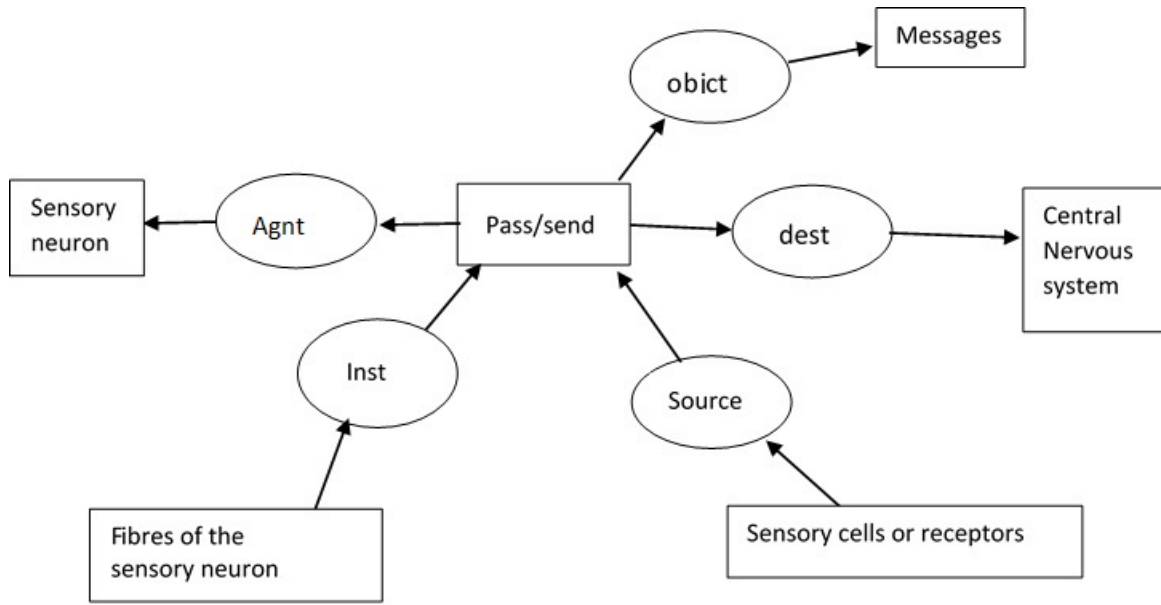 Messages
obict
Sensory
neuron
Agnt
Pass/send
dest
Central
Nervous
system
Inst
Source
Fibres of the
sensory neuron
Sensory cells or receptors